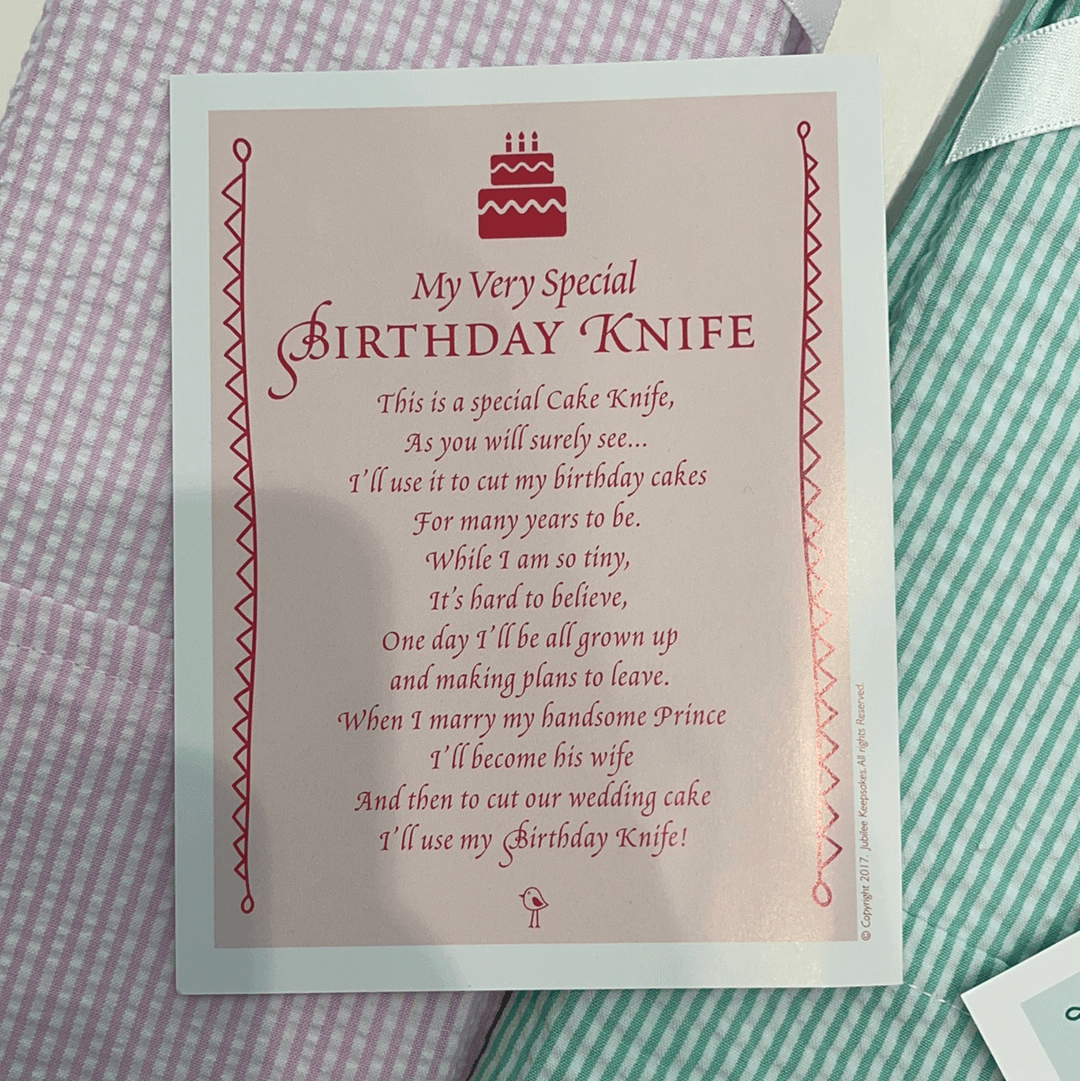 My Very Special
BIRTHDAY KNIFE
This is a special Cake Knife,
As you will surely see...
I'll use it to cut my birthday cakes
For many years to be.
While I am so tiny,
It's hard to believe,
One day I'll be all grown up
and making plans to leave.
When I marry my handsome Prince
I'll become his wife
And then to cut our wedding cake
I'll use my Birthday Knife!
© Copyright 2017. Jubilee Keepsakes. All rights Reserved.